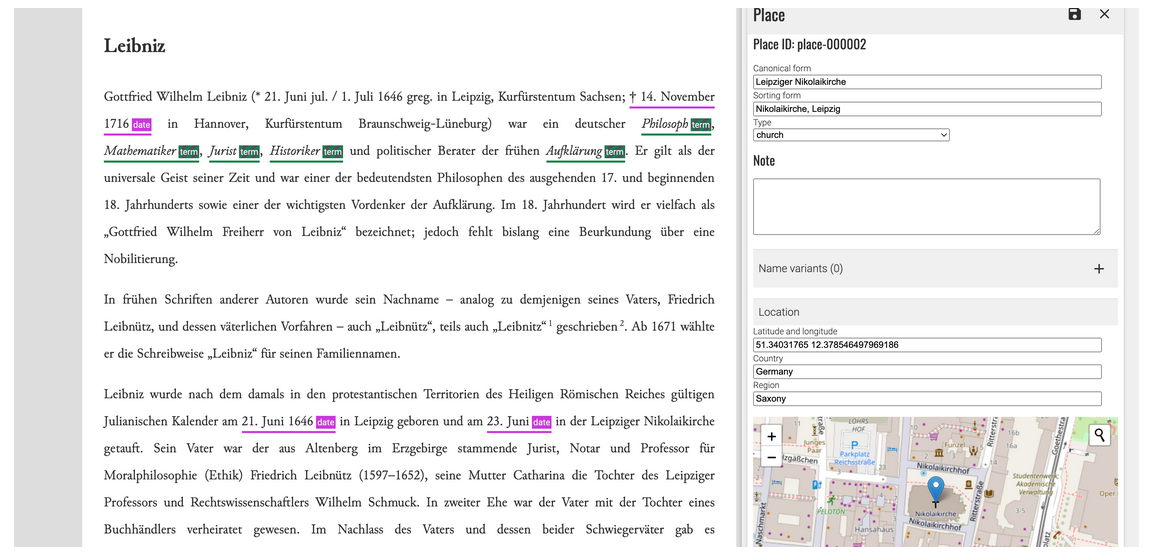 Leibniz
Gottfried Wilhelm Leibniz (* 21. Juni jul. / 1. Juli 1646 greg. in Leipzig, Kurfürstentum Sachsen; † 14. November
1716 date in Hannover, Kurfürstentum Braunschweig-Lüneburg) war ein deutscher Philosoph term,
Mathematiker term, Jurist term, Historiker term und politischer Berater der frühen Aufklärung term. Er gilt als der
universale Geist seiner Zeit und war einer der bedeutendsten Philosophen des ausgehenden 17. und beginnenden
18. Jahrhunderts sowie einer der wichtigsten Vordenker der Aufklärung. Im 18. Jahrhundert wird er vielfach als
„Gottfried Wilhelm Freiherr von Leibniz“ bezeichnet; jedoch fehlt bislang eine Beurkundung über eine
Nobilitierung.
In frühen Schriften anderer Autoren wurde sein Nachname – analog zu demjenigen seines Vaters, Friedrich
Leibnütz, und dessen väterlichen Vorfahren – auch „Leibnütz“, teils auch „Leibnitz“ 1 geschrieben 2. Ab 1671 wählte
er die Schreibweise „Leibniz“ für seinen Familiennamen.
Leibniz wurde nach dem damals in den protestantischen Territorien des Heiligen Römischen Reiches gültigen
Julianischen Kalender am 21. Juni 1646 date in Leipzig geboren und am 23. Juni date in der Leipziger Nikolaikirche
getauft. Sein Vater war der aus Altenberg im Erzgebirge stammende Jurist, Notar und Professor für
Moralphilosophie (Ethik) Friedrich Leibnütz (1597–1652), seine Mutter Catharina die Tochter des Leipziger
Professors und Rechtswissenschaftlers Wilhelm Schmuck. In zweiter Ehe war der Vater mit der Tochter eines
Buchhändlers verheiratet gewesen. Im Nachlass des Vaters und dessen beider Schwiegerväter gab es
Place
Place ID: place-000002
Canonical form
Leipziger Nikolaikirche
Sorting form
Nikolaikirche, Leipzig
Type
church
Note
Name variants (0)
Location
Latitude and longitude
51.34031765 12.378546497969186
Country
Germany
Region
Saxony
LOHRS
HOF
Junges
Paar
Parkplatz
Reichsstraße
Funzel
16b
Ritterstr
Goethestra
Nikolaikirchhof
Studentenwerk
Akademische
Verwaltung
Oper
PELOTON
Nikolaikirche
Nikolaikirchhof
Ritterstraße
3-5
Naschmarkt
Hansahaus